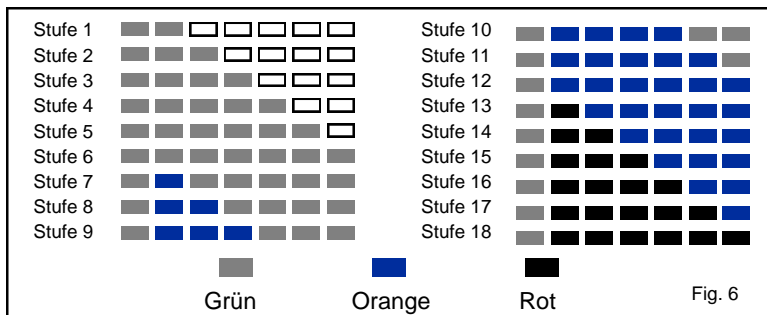 Stufe 1
Stufe 2
Stufe 3
Stufe 4
Stufe 5
Stufe 6
Stufe 7
Stufe 8
Stufe 9
Stufe 10
Stufe 11
Stufe 12
Stufe 13
Stufe 14
Stufe 15
Stufe 16
Stufe 17
Stufe 18
Grün
Orange
Rot
Fig. 6